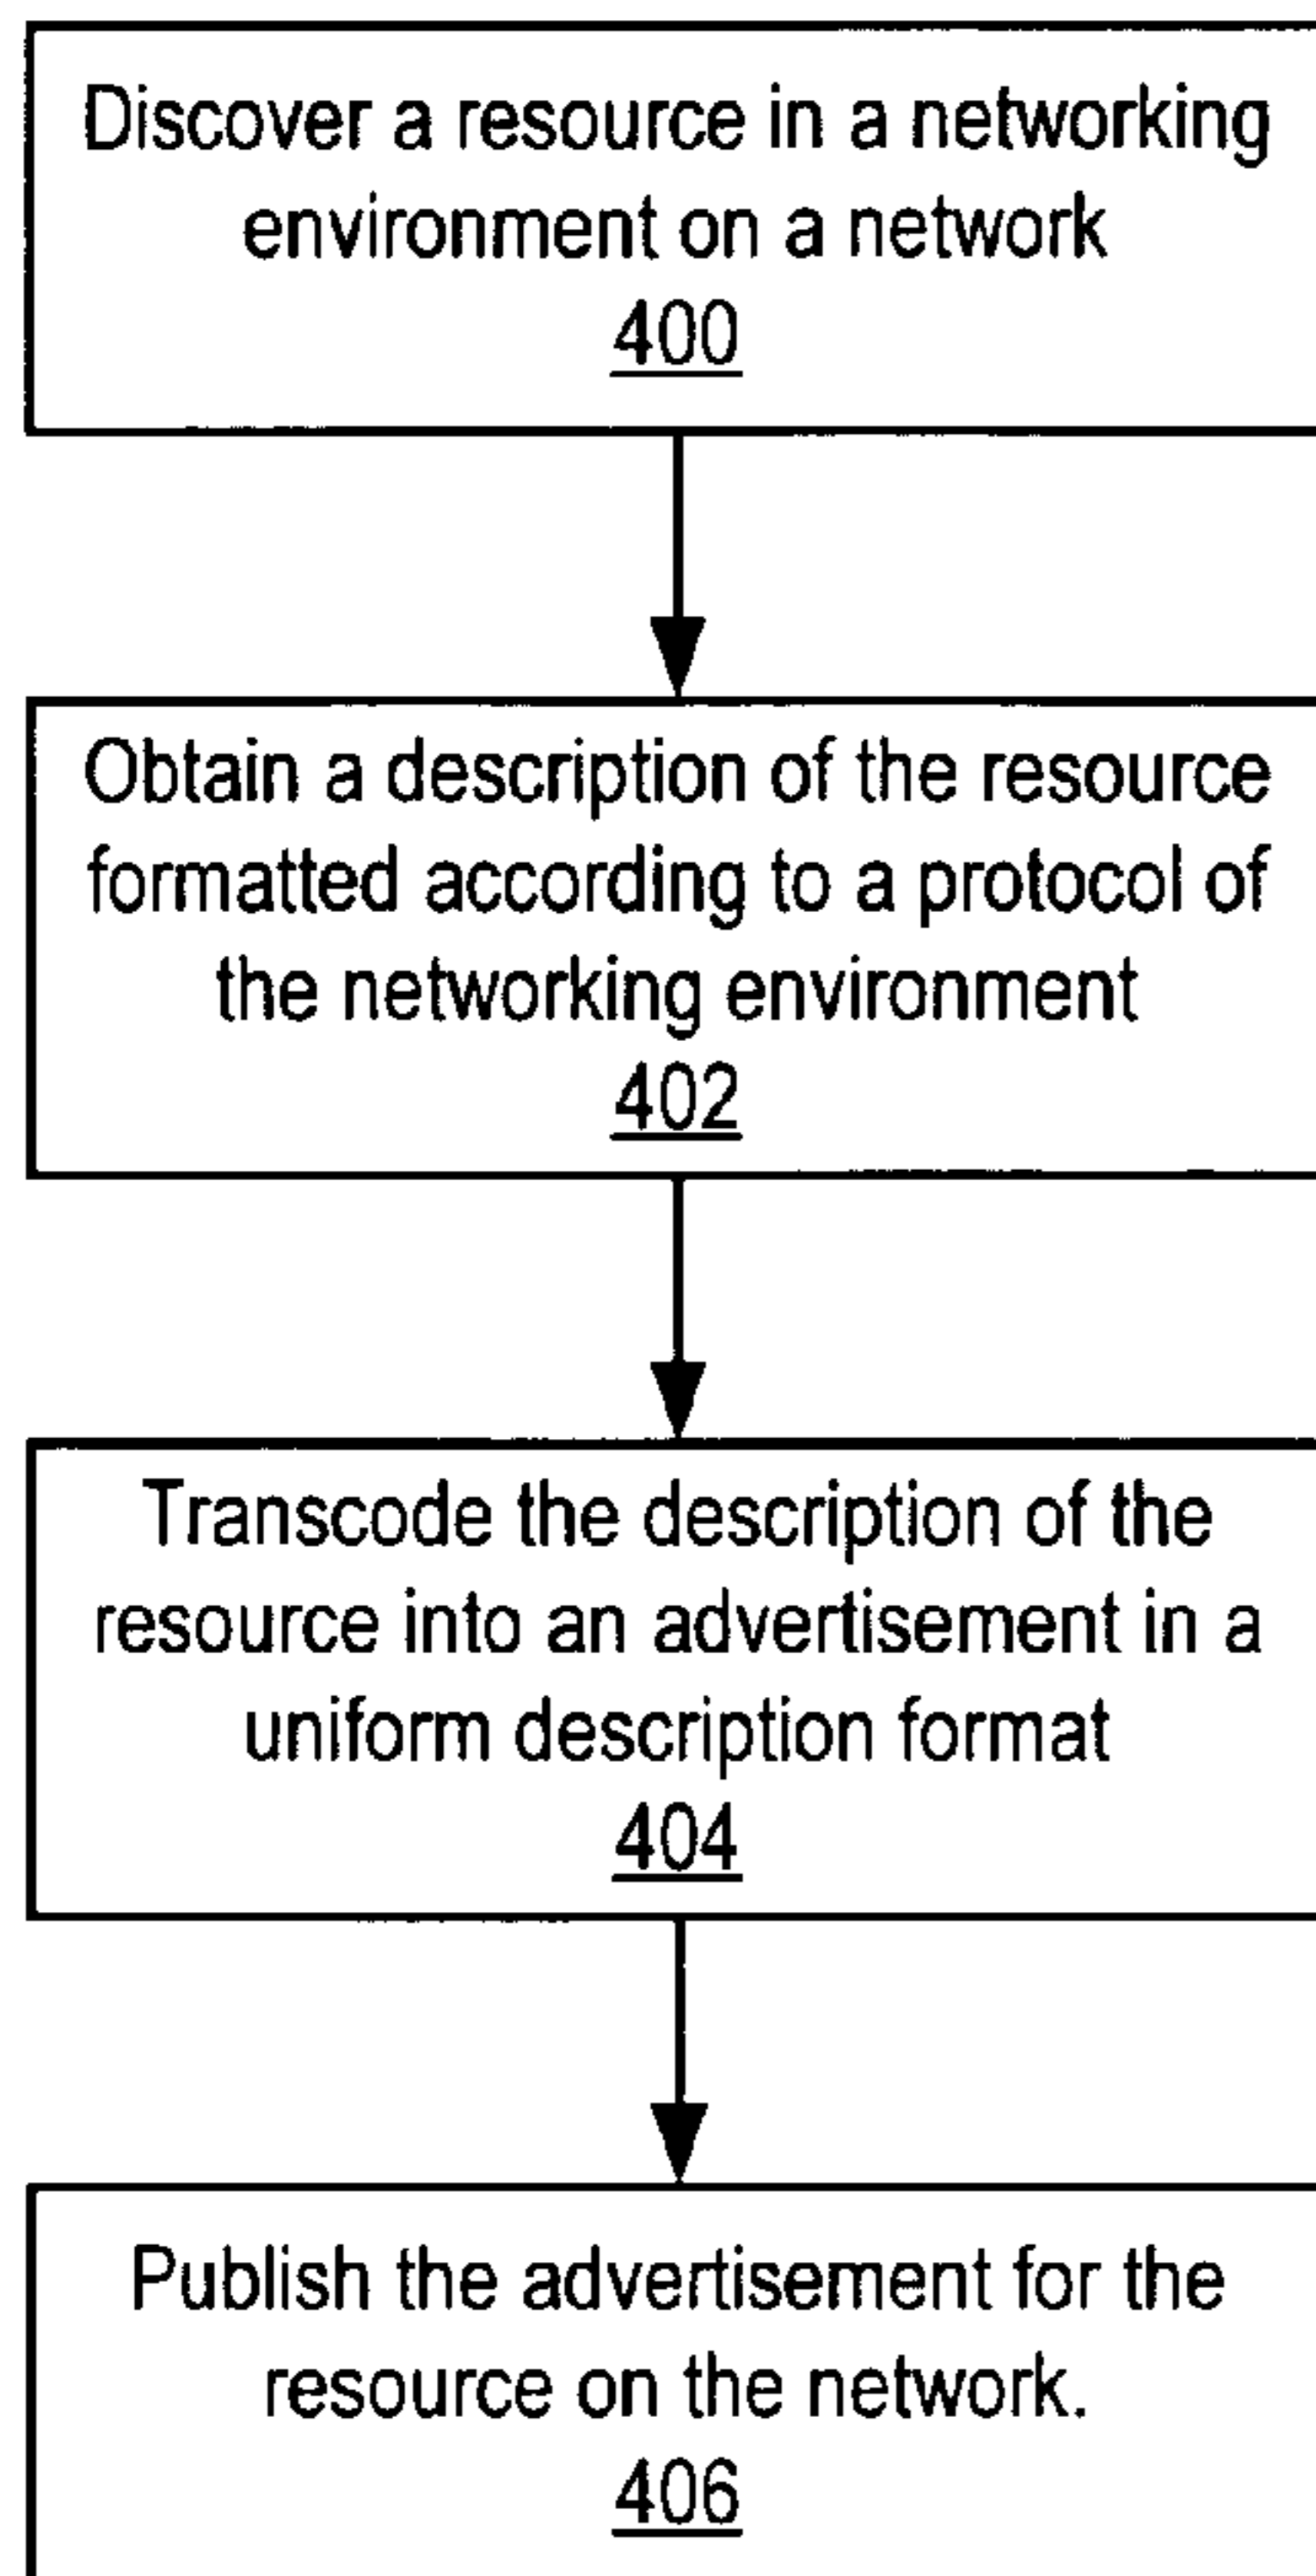 Discover a resource in a networking
environment on a network
400
Obtain a description of the resource
formatted according to a protocol of
the networking environment
402
Transcode the description of the
resource into an advertisement in a
uniform description format
404
Publish the advertisement for the
resource on the network.
406